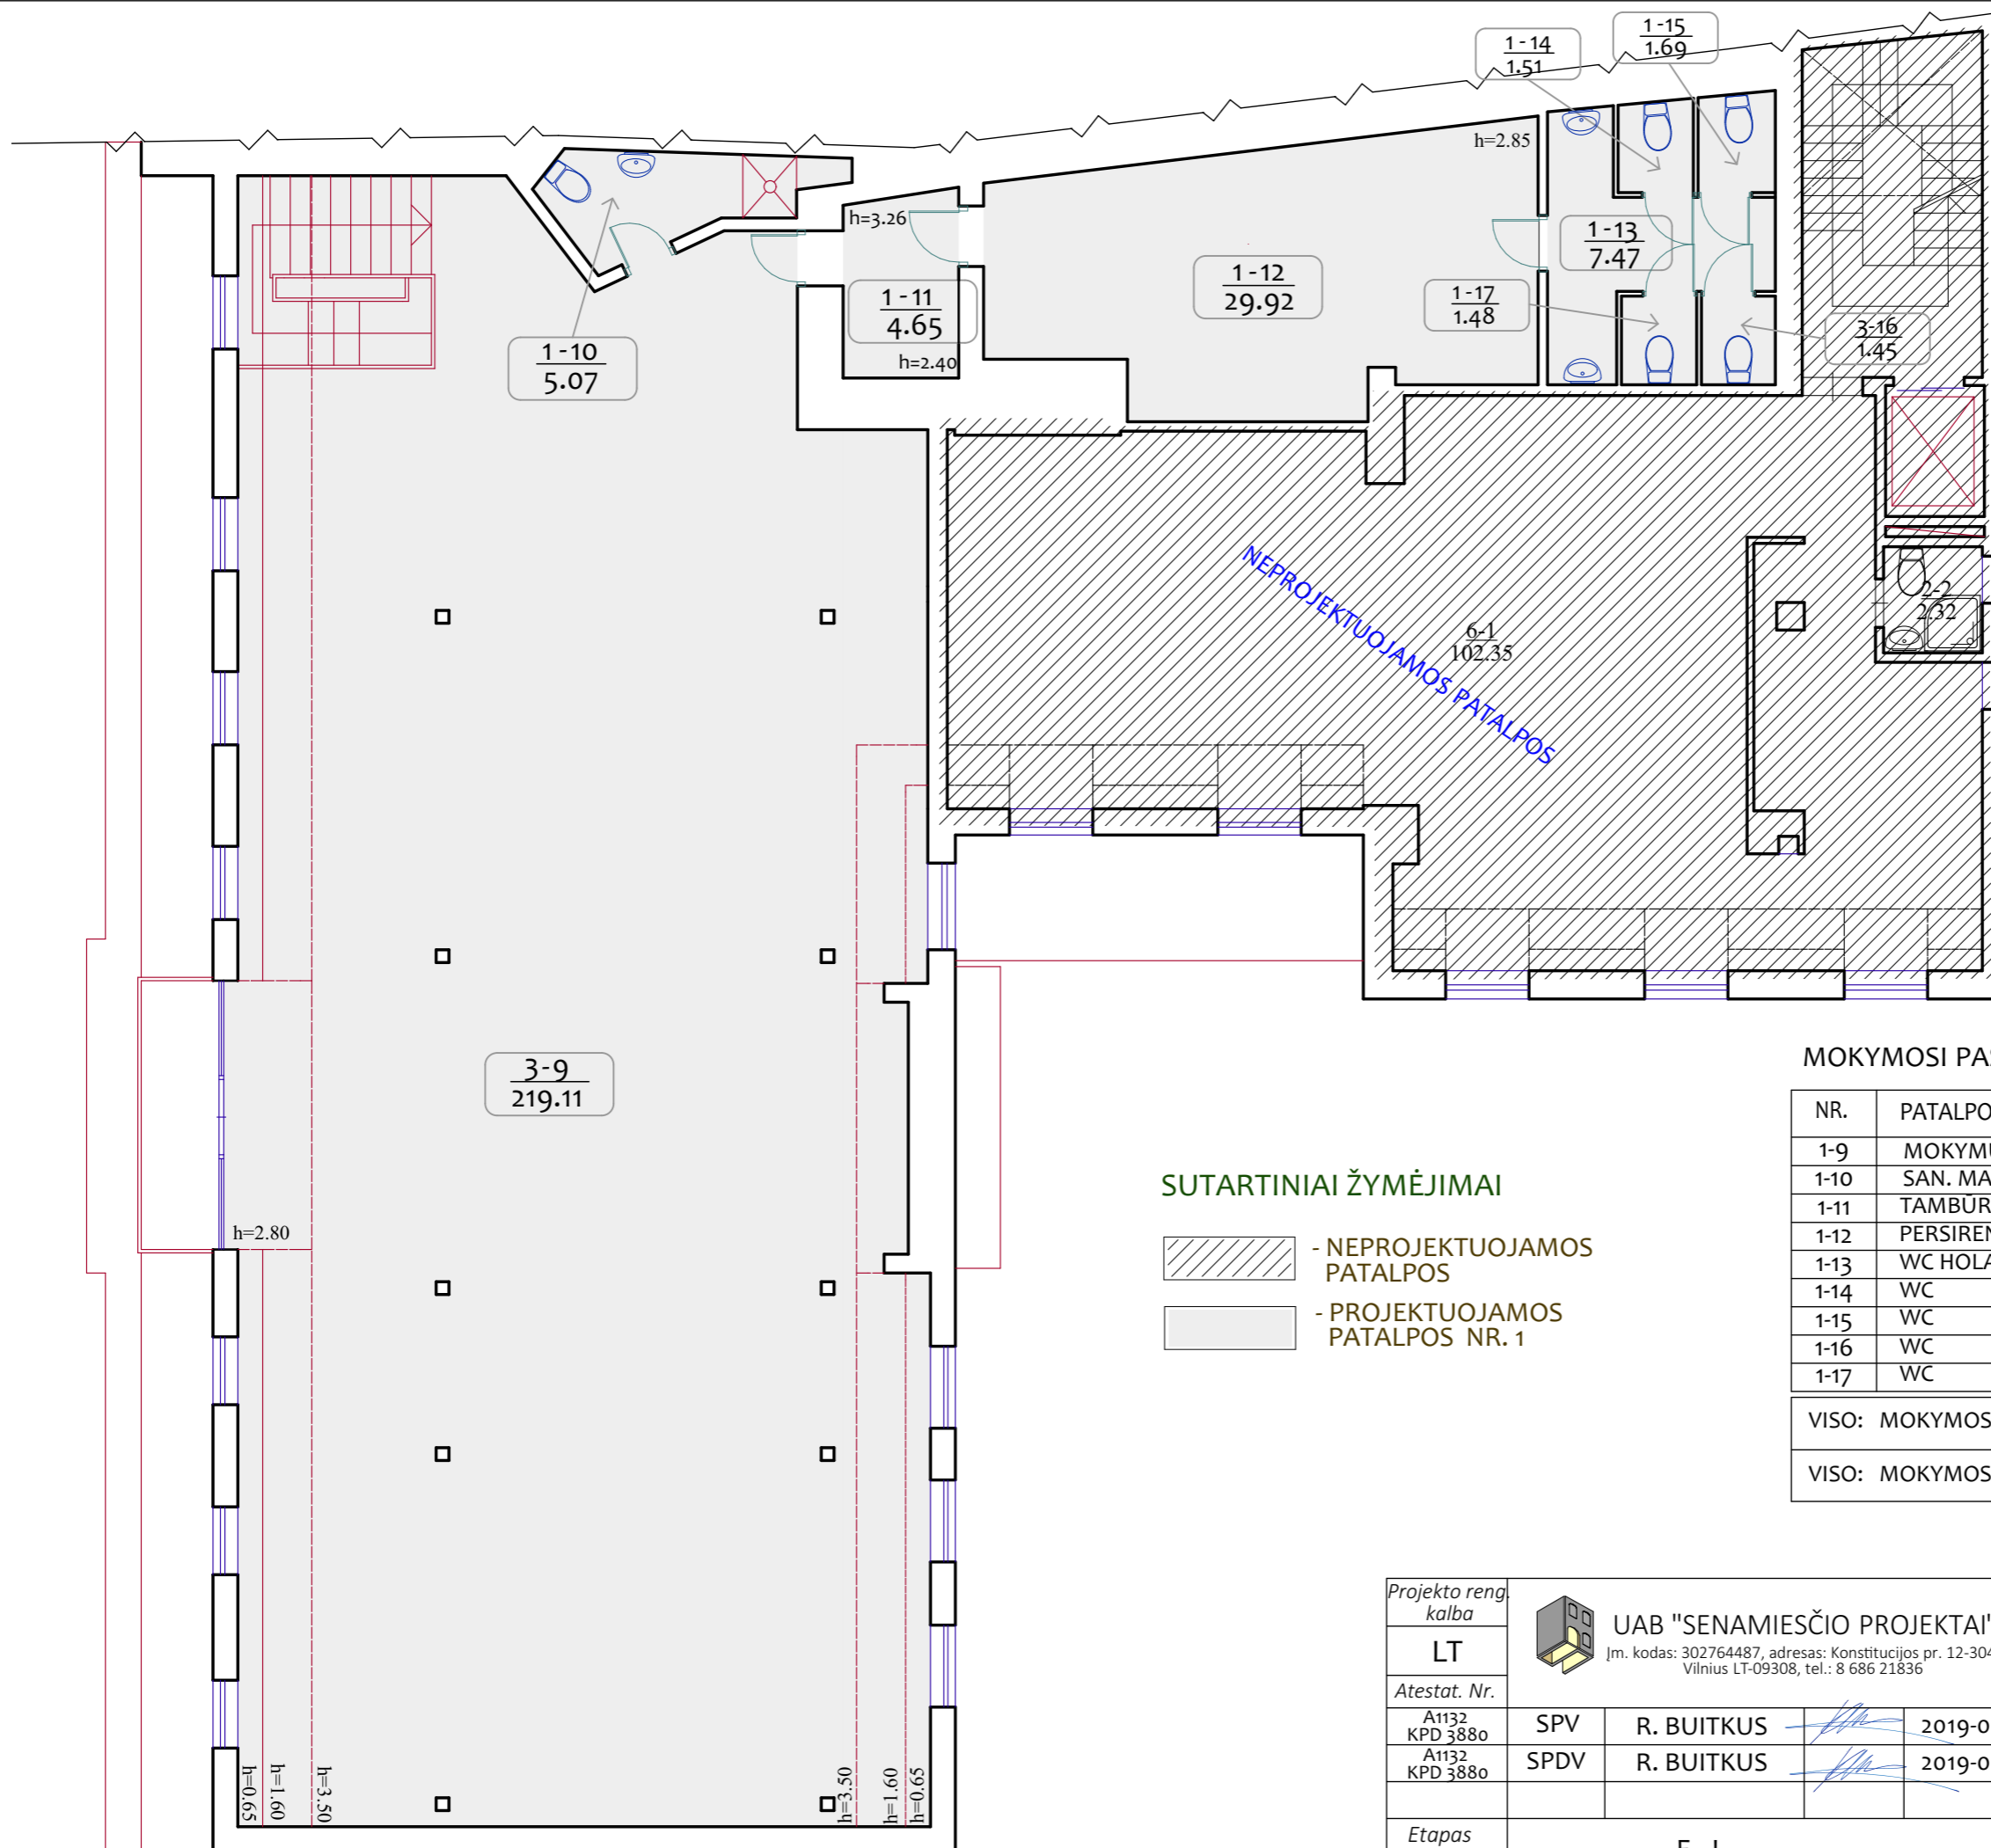 1-14
1.51
1-15
1.69
h=2.85
h=3.26
1-13
7.47
1-12
29.92
1-11
4.65
1-17
1.48
3-16
1.45
1-10
5.07
h=2.40
NEPROJEKTUOJAMOS PATALPOS
2-2
2.32
6-1
102.35
3-9
219.11
h=2.80
SUTARTINIAI ŽYMĖJIMAI
- NEPROJEKTUOJAMOS
PATALPOS
- PROJEKTUOJAMOS
PATALPOS NR. 1
MOKYMOSI PAS
NR. PATALPO
1-9 MOKYMU
1-10 SAN. MA
1-11 TAMBŪR
1-12 PERSIREN
1-13 WC HOLA
1-14 WC
1-15 WC
1-16 WC
1-17 WC
VISO: MOKYMOS
VISO: MOKYMOS
h=0.65
h=1.60
h=3.50
h=3.50
h=1.60
h=0.65
Projekto reng.
kalba
LT
UAB "SENAMIESČIO PROJEKTAI"
Įm. kodas: 302764487, adresas: Konstitucijos pr. 12-304
Vilnius LT-09308, tel.: 8 686 21836
Atestat. Nr.
A1132
KPD 3880
SPV R. BUITKUS 2019-0
A1132
KPD 3880
SPDV R. BUITKUS 2019-0
Etapas